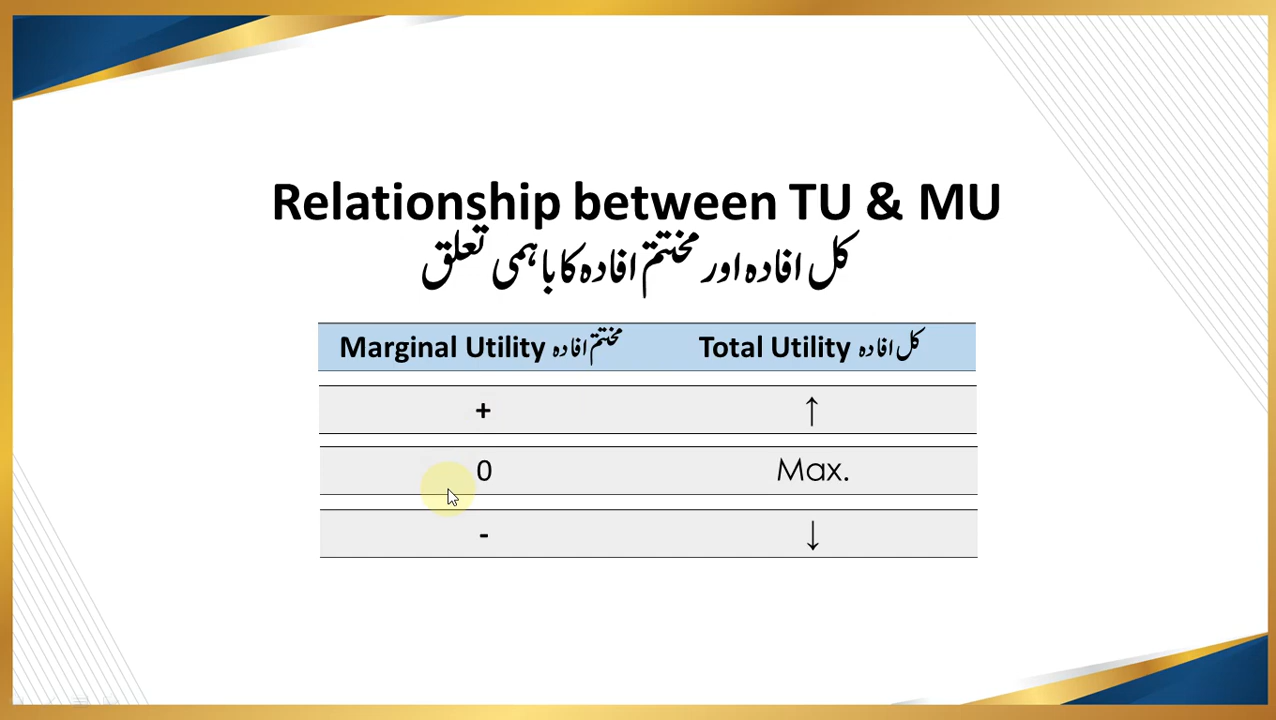 Relationship between TU & MU
کل افادہ اور مختتم افادہ کا باہمی تعلق
Marginal Utility مختتم افادہ Total Utility کل افادہ
+ ↑
0 Max.
- ↓